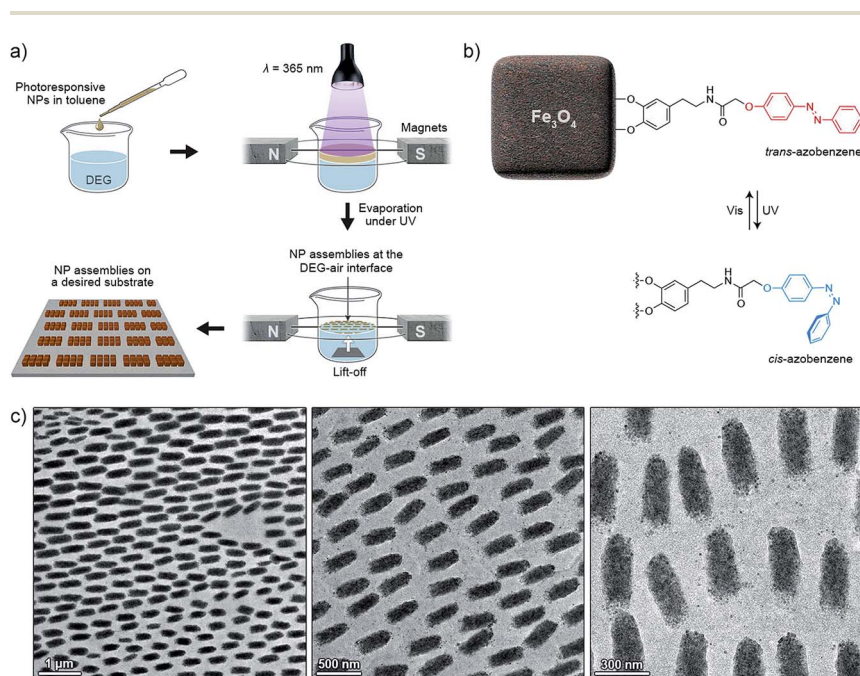 a)
Photoresponsive
NPs in toluene
DEG
λ = 365 nm
Magnets
N
S
Evaporation
under UV
NP assemblies at the
DEG-air interface
N
S
Lift-off
NP assemblies on
a desired substrate
b)
Fe₃O₄
O
O
H
N
O
O
N
N
trans-azobenzene
Vis
UV
O
O
H
N
O
O
N
N
cis-azobenzene
c)
1 μm
500 nm
300 nm